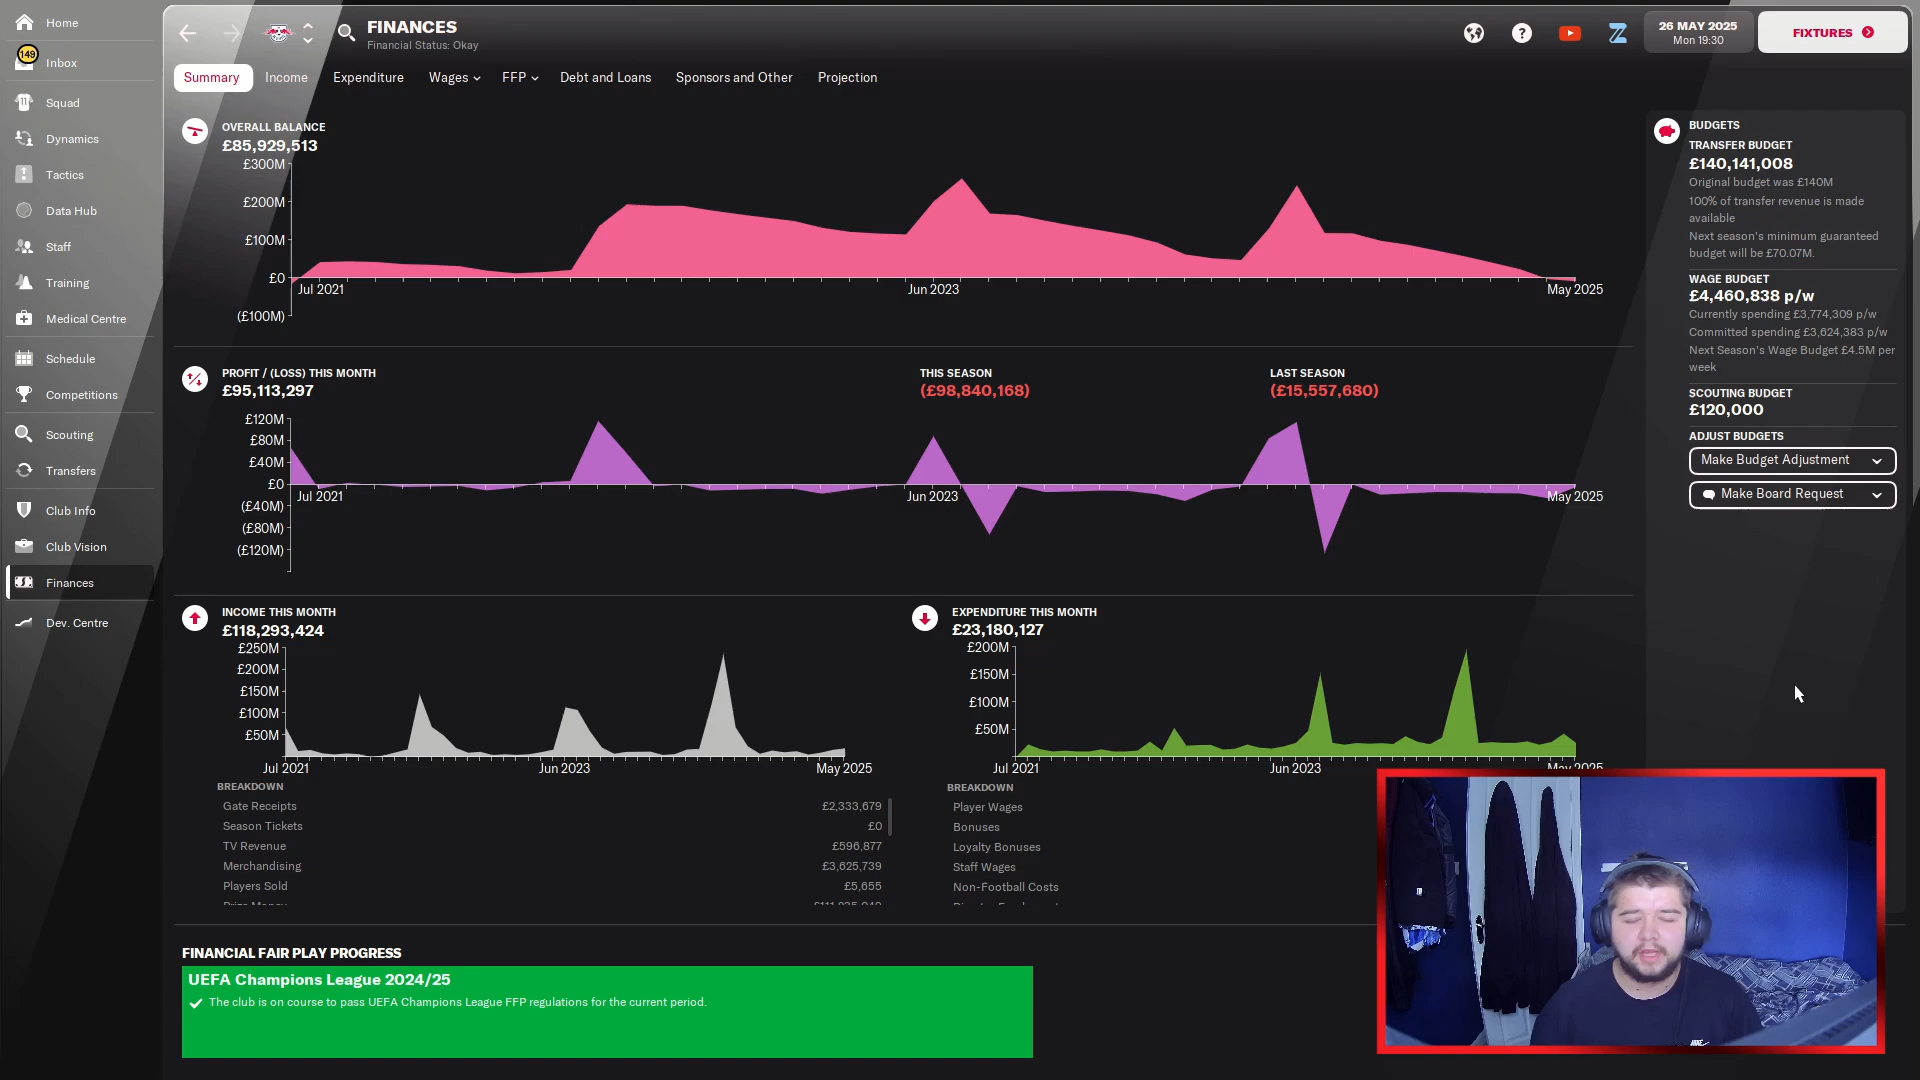 Home
149
Inbox
Squad
Dynamics
Tactics
Data Hub
Staff
Training
Medical Centre
Schedule
Competitions
Scouting
Transfers
Club Info
Club Vision
Finances
Dev. Centre
FINANCES
Financial Status: Okay
26 MAY 2025
Mon 19:30
FIXTURES
Summary
Income
Expenditure
Wages
FFP
Debt and Loans
Sponsors and Other
Projection
OVERALL BALANCE
£85,929,513
£300M
£200M
£100M
£0
(£100M)
Jul 2021
Jun 2023
May 2025
PROFIT / (LOSS) THIS MONTH
£95,113,297
THIS SEASON
(£98,840,168)
LAST SEASON
(£15,557,680)
£120M
£80M
£40M
£0
(£40M)
(£80M)
(£120M)
Jul 2021
Jun 2023
May 2025
INCOME THIS MONTH
£118,293,424
£250M
£200M
£150M
£100M
£50M
Jul 2021
Jun 2023
May 2025
BREAKDOWN
Gate Receipts £2,333,679
Season Tickets £0
TV Revenue £596,877
Merchandising £3,625,739
Players Sold £5,655
EXPENDITURE THIS MONTH
£23,180,127
£200M
£150M
£100M
£50M
Jul 2021
Jun 2023
May 2025
BREAKDOWN
Player Wages
Bonuses
Loyalty Bonuses
Staff Wages
Non-Football Costs
FINANCIAL FAIR PLAY PROGRESS
UEFA Champions League 2024/25
The club is on course to pass UEFA Champions League FFP regulations for the current period.
BUDGETS
TRANSFER BUDGET
£140,141,008
Original budget was £140M
100% of transfer revenue is made
available
Next season's minimum guaranteed
budget will be £70.07M.
WAGE BUDGET
£4,460,838 p/w
Currently spending £3,774,309 p/w
Committed spending £3,624,383 p/w
Next Season's Wage Budget £4.5M per
week
SCOUTING BUDGET
£120,000
ADJUST BUDGETS
Make Budget Adjustment
Make Board Request